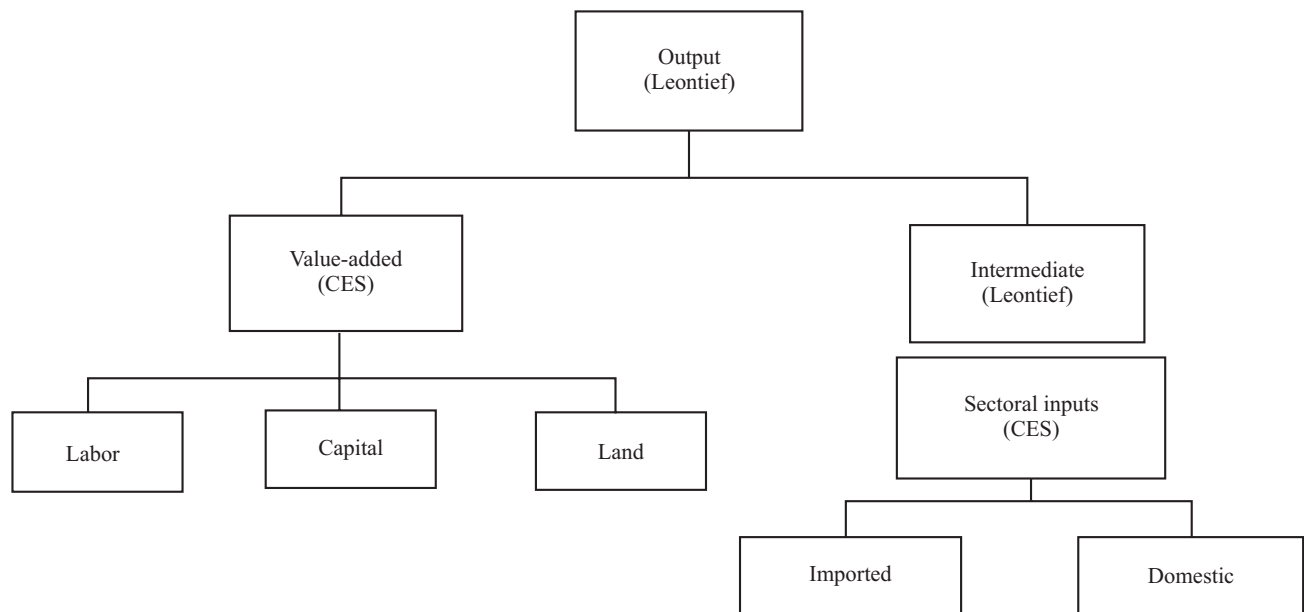 Output
(Leontief)
Value-added
(CES)
Intermediate
(Leontief)
Labor
Capital
Land
Sectoral inputs
(CES)
Imported
Domestic